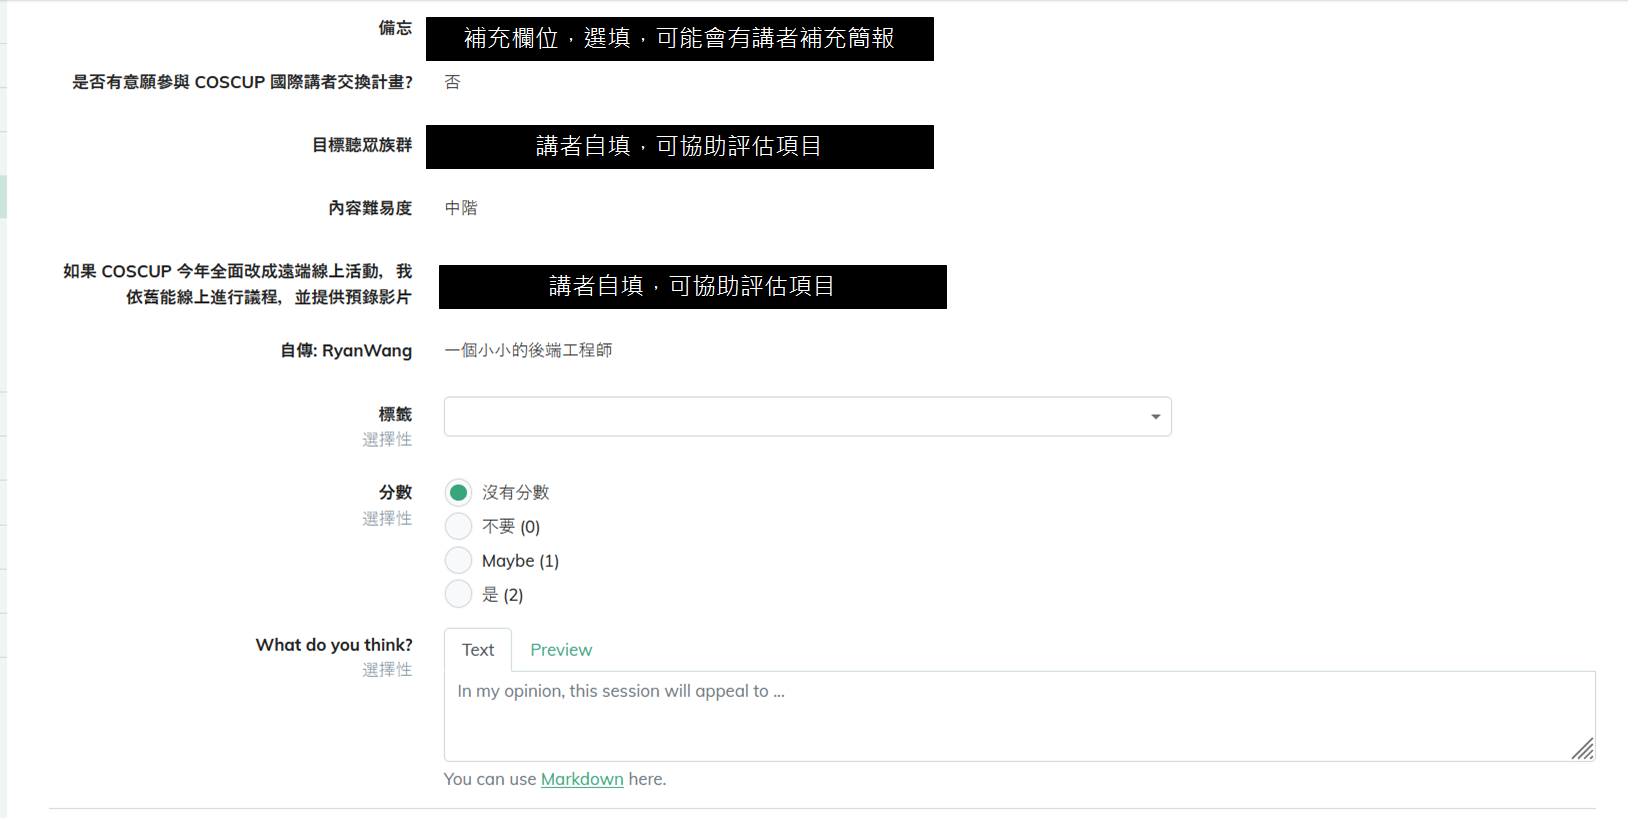 備忘
補充欄位，選填，可能會有講者補充簡報
是否有意願參與 COSCUP 國際講者交換計畫?
否
目標聽眾族群
講者自填，可協助評估項目
內容難易度
中階
如果 COSCUP 今年全面改成遠端線上活動，我
依舊能線上進行議程，並提供預錄影片
講者自填，可協助評估項目
自傳: RyanWang
一個小小的後端工程師
標籤
選擇性
分數
選擇性
沒有分數
不要 (0)
Maybe (1)
是 (2)
What do you think?
選擇性
Text
Preview
In my opinion, this session will appeal to ...
You can use Markdown here.